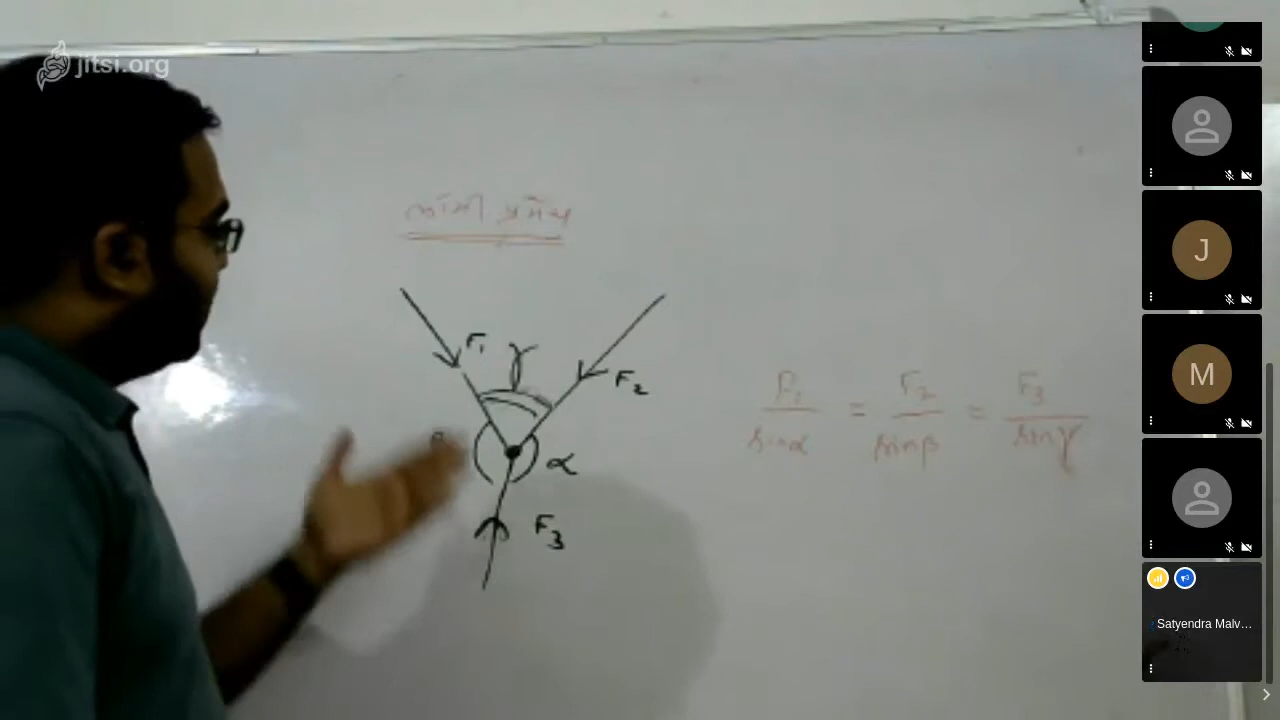 jitsi.org
लॉमी प्रमेय
F₁ γ
F₂
α
F₃
F₁/sinα = F₂/sinβ = F₃/sinγ
J
M
Satyendra Malv...